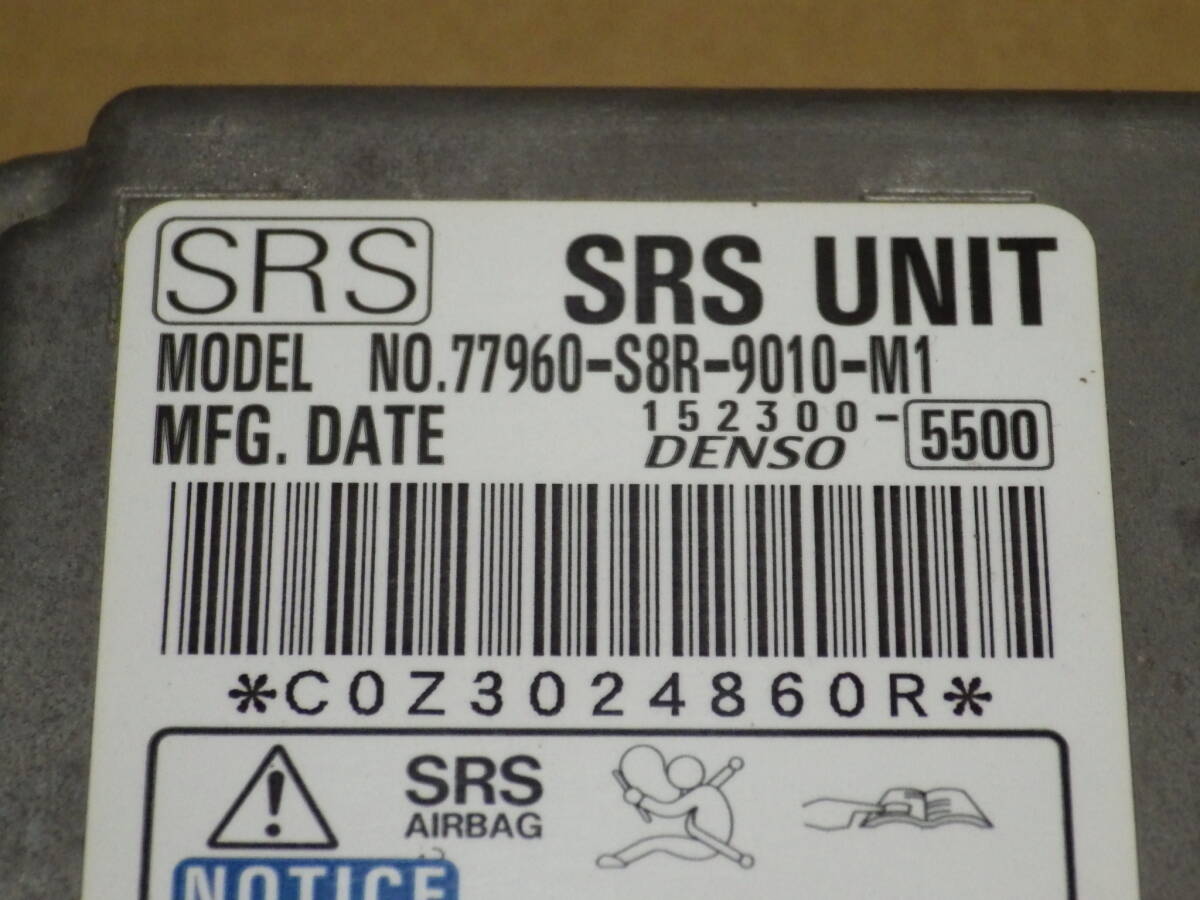 SRS SRS UNIT
MODEL NO.77960-S8R-9010-M1
MFG. DATE 152300-5500
DENSO
*C0Z3024860R*
SRS
AIRBAG
NOTICE